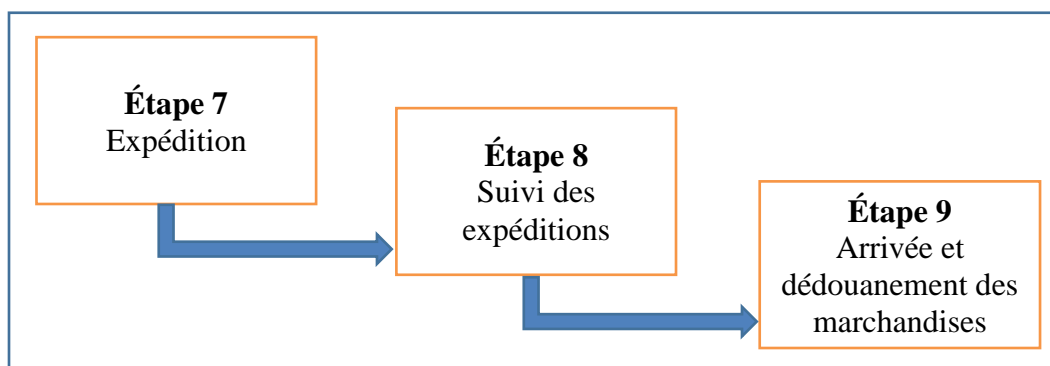 Étape 7
Expédition
Étape 8
Suivi des
expéditions
Étape 9
Arrivée et
dédouanement des
marchandises